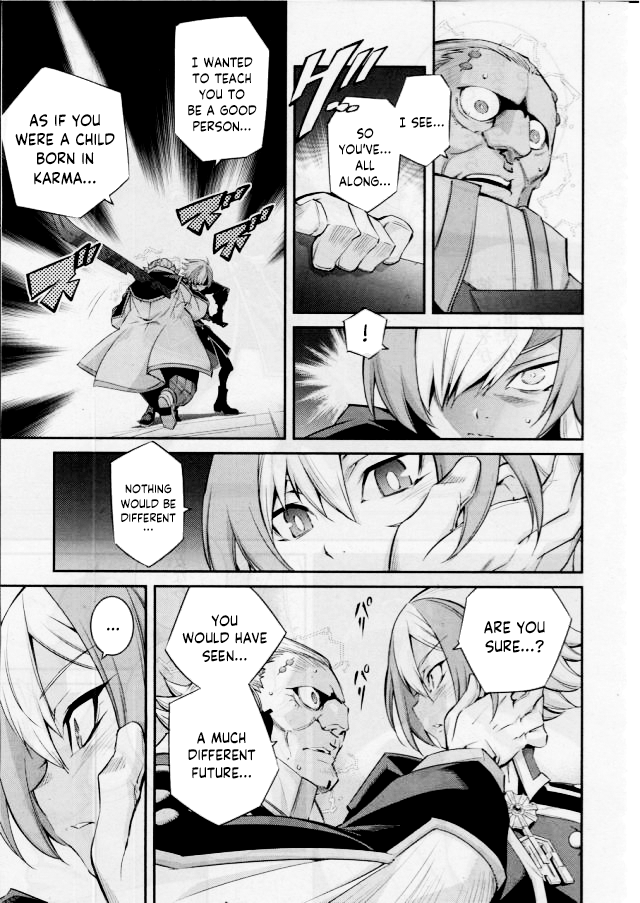 I SEE...
SO
YOU'VE...
ALL
ALONG...
I WANTED
TO TEACH
YOU TO
BE A GOOD
PERSON...
AS IF YOU
WERE A CHILD
BORN IN
KARMA...
!
NOTHING
WOULD BE
DIFFERENT
...
ARE YOU
SURE...?
YOU
WOULD HAVE
SEEN...
A MUCH
DIFFERENT
FUTURE...
...